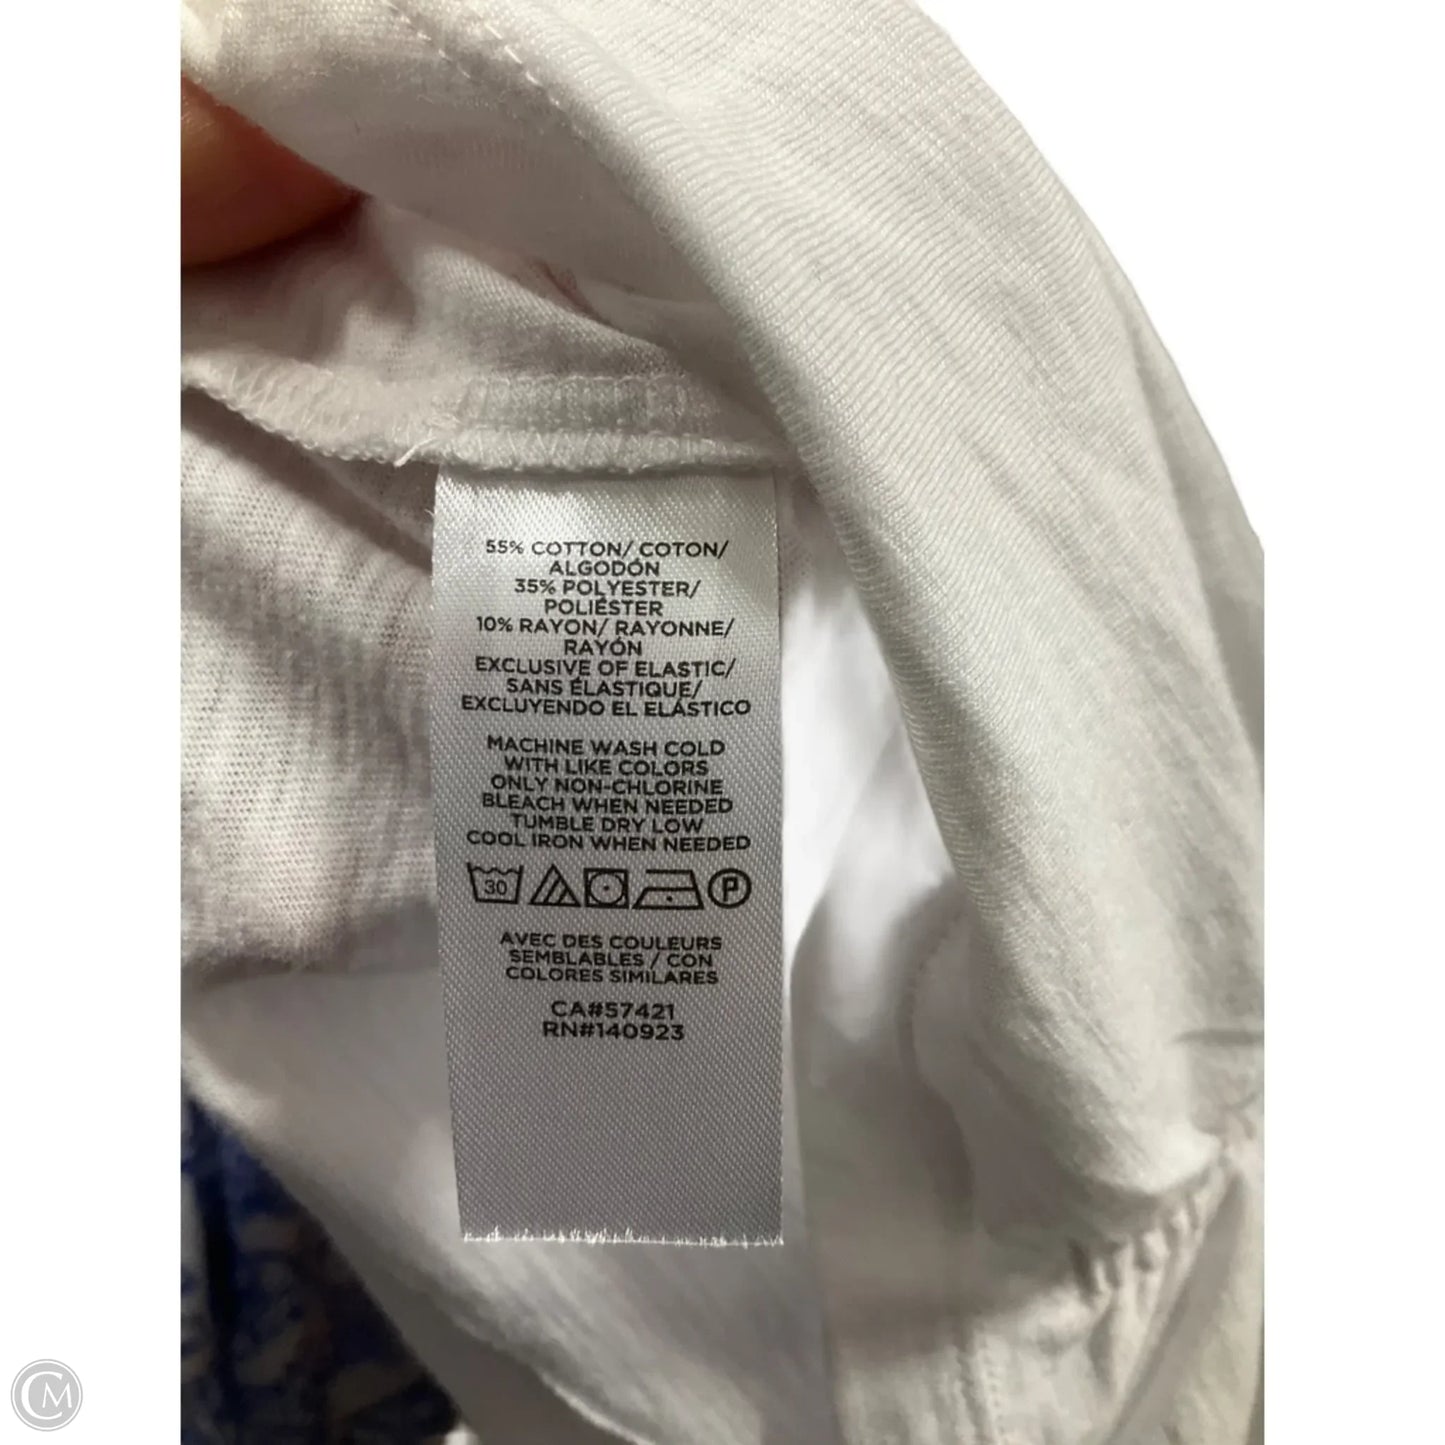 55% COTTON/ COTON/
ALGODÓN
35% POLYESTER/
POLIÉSTER
10% RAYON/ RAYONNE/
RAYÓN
EXCLUSIVE OF ELASTIC/
SANS ÉLASTIQUE/
EXCLUYENDO EL ELÁSTICO
MACHINE WASH COLD
WITH LIKE COLORS
ONLY NON-CHLORINE
BLEACH WHEN NEEDED
TUMBLE DRY LOW
COOL IRON WHEN NEEDED
30 P
AVEC DES COULEURS
SEMBLABLES / CON
COLORES SIMILARES
CA#57421
RN#140923
CM